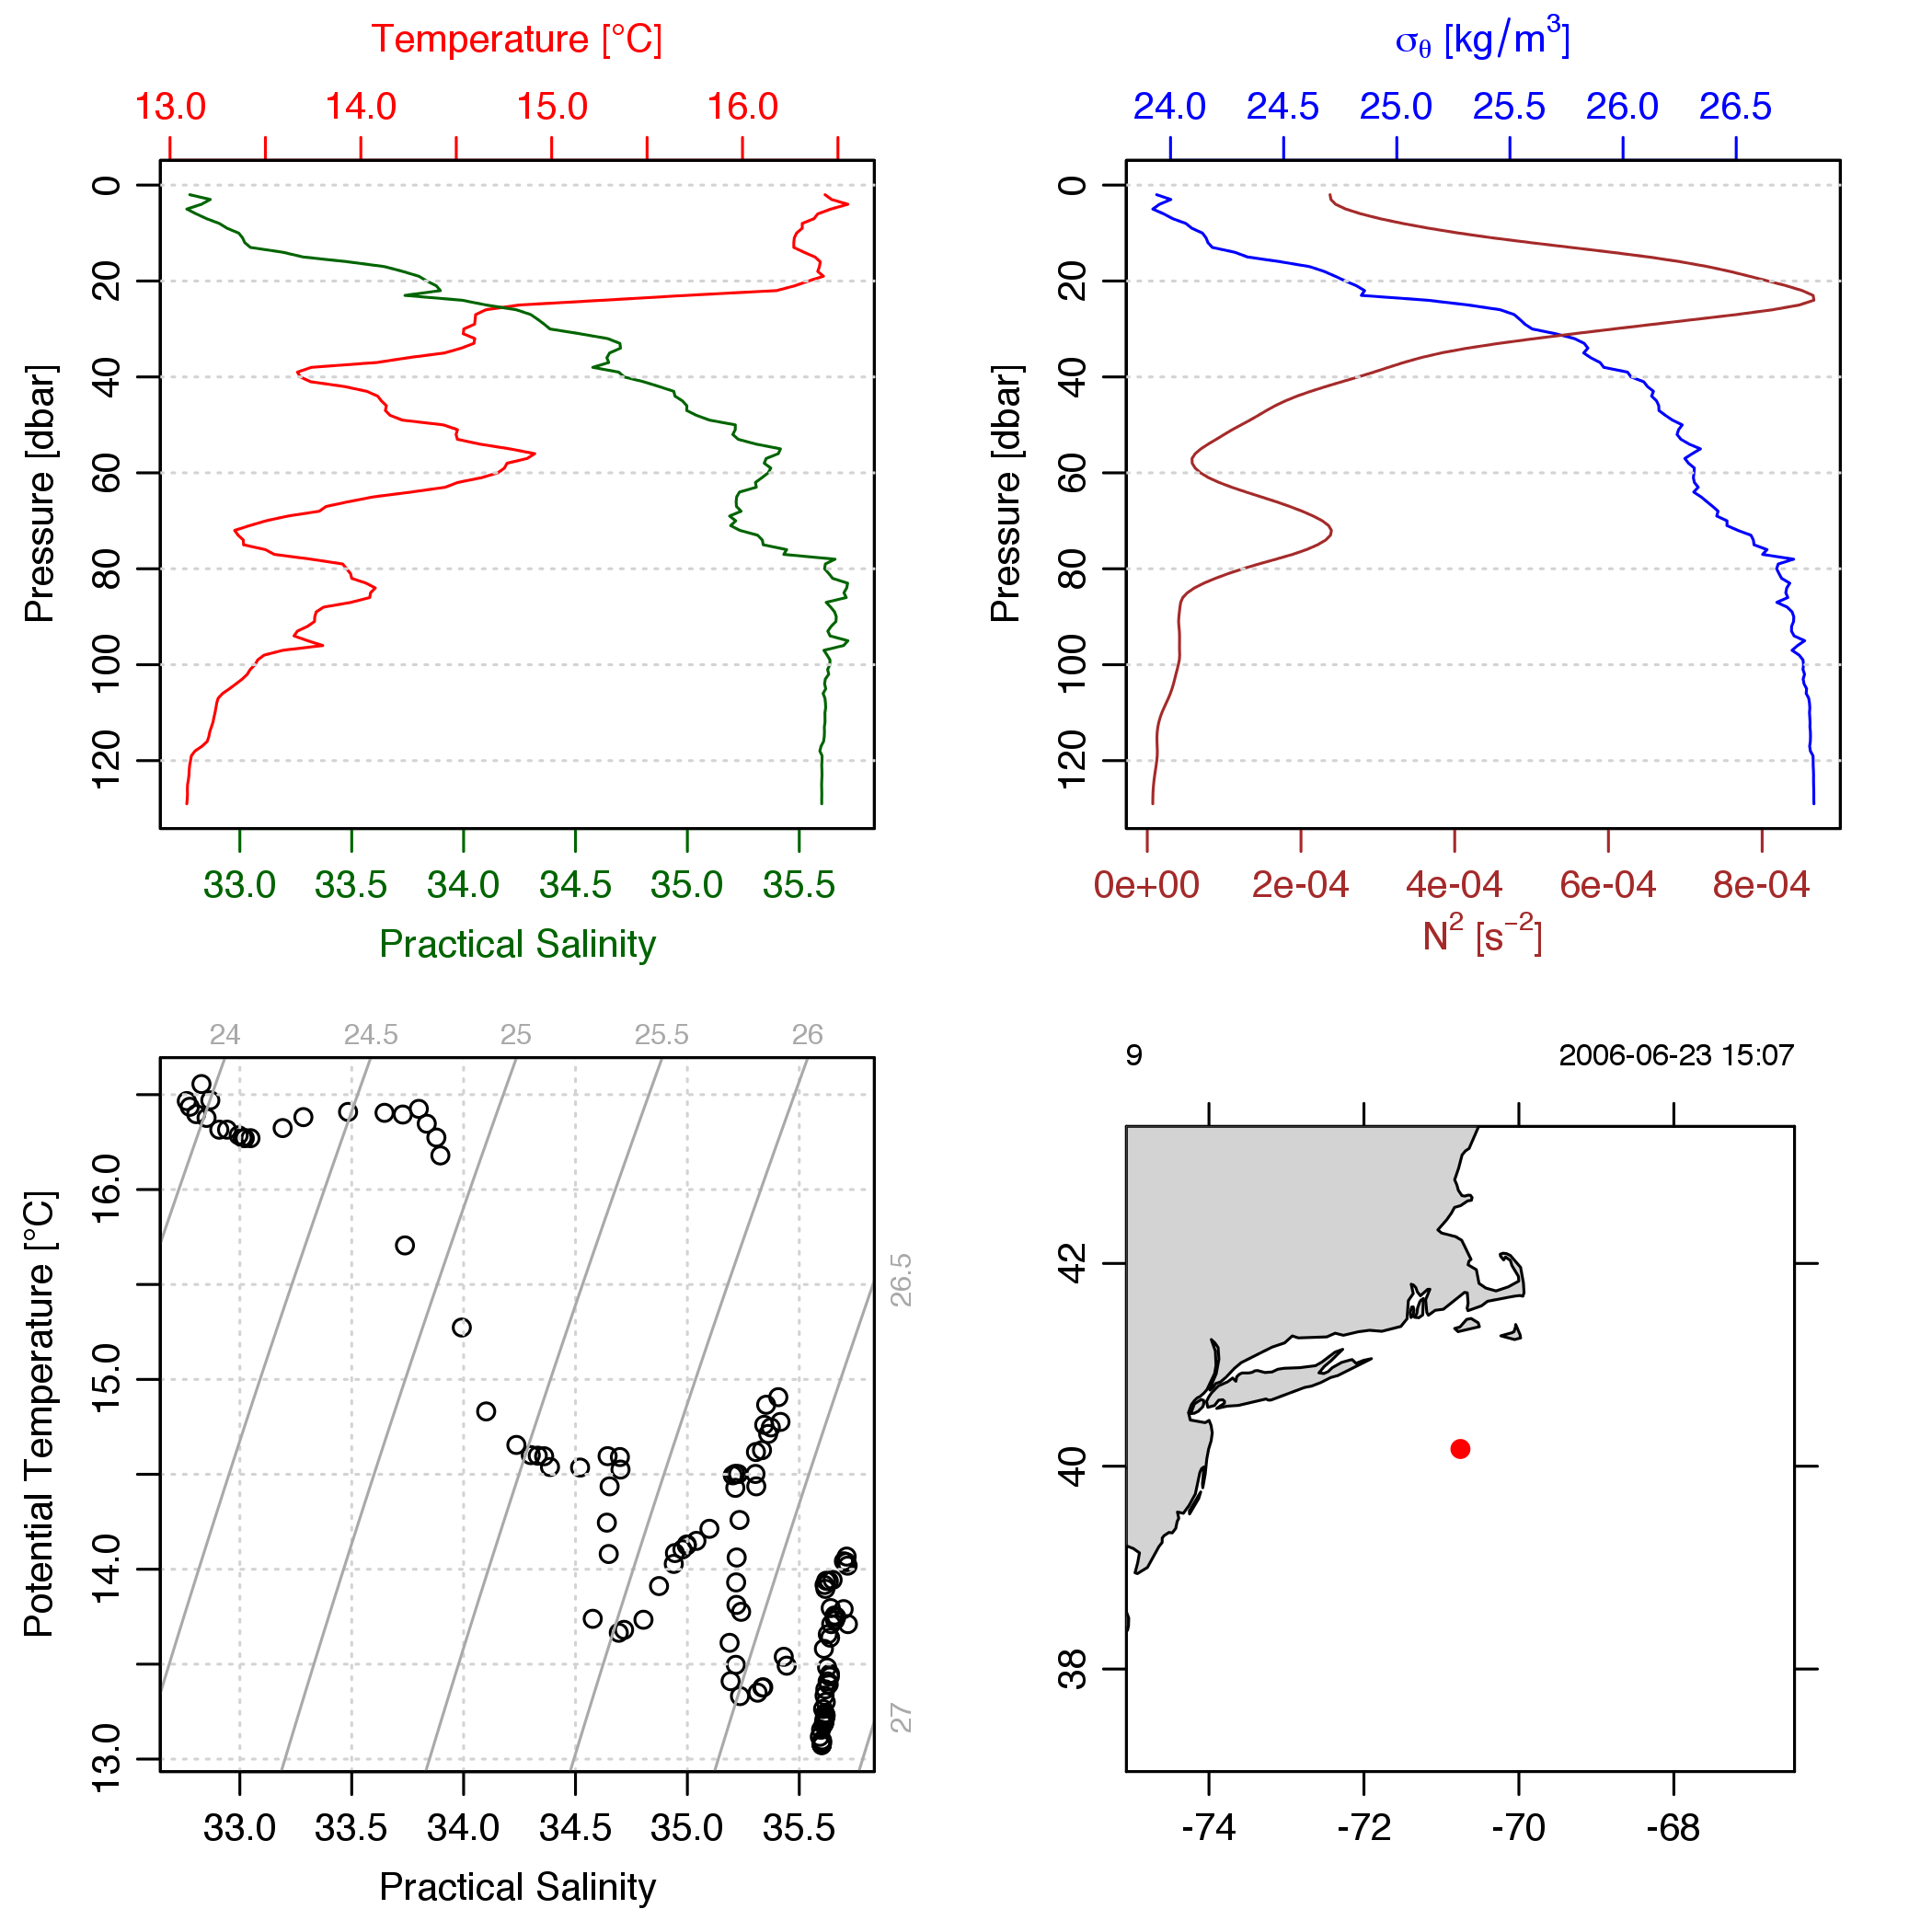 Temperature [°C]
13.0 14.0 15.0 16.0
0 20 40 60 80 100 120
Pressure [dbar]
33.0 33.5 34.0 34.5 35.0 35.5
Practical Salinity
σθ [kg/m³]
24.0 24.5 25.0 25.5 26.0 26.5
0 20 40 60 80 100 120
Pressure [dbar]
0e+00 2e-04 4e-04 6e-04 8e-04
N² [s⁻²]
24 24.5 25 25.5 26
26.5
27
13.0 14.0 15.0 16.0
Potential Temperature [°C]
33.0 33.5 34.0 34.5 35.0 35.5
Practical Salinity
9 2006-06-23 15:07
42
40
38
-74 -72 -70 -68